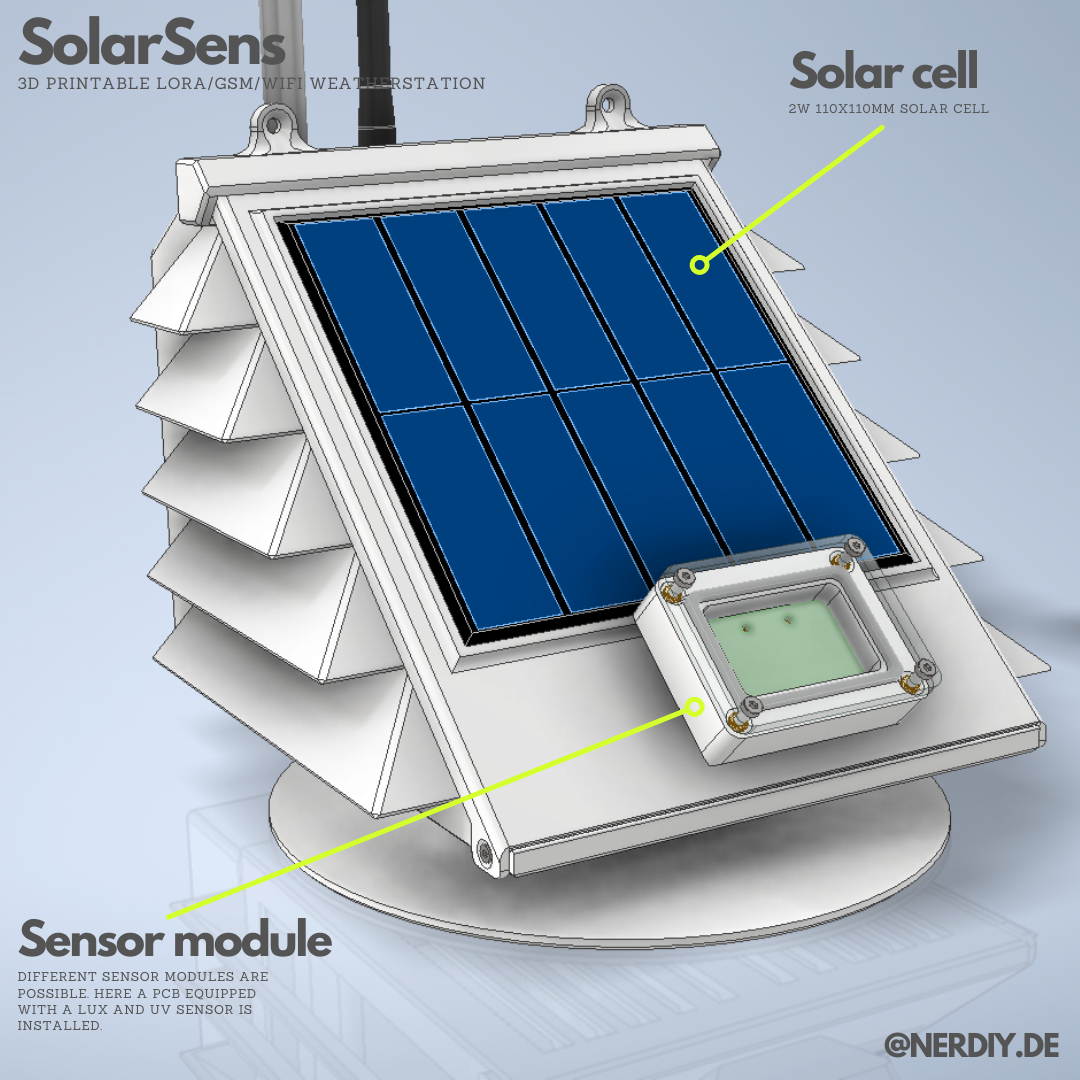 SolarSens
3D PRINTABLE LORA/GSM/WIFI WEATHERSTATION
Solar cell
2W 110X110MM SOLAR CELL
Sensor module
DIFFERENT SENSOR MODULES ARE
POSSIBLE. HERE A PCB EQUIPPED
WITH A LUX AND UV SENSOR IS
INSTALLED.
@NERDIY.DE